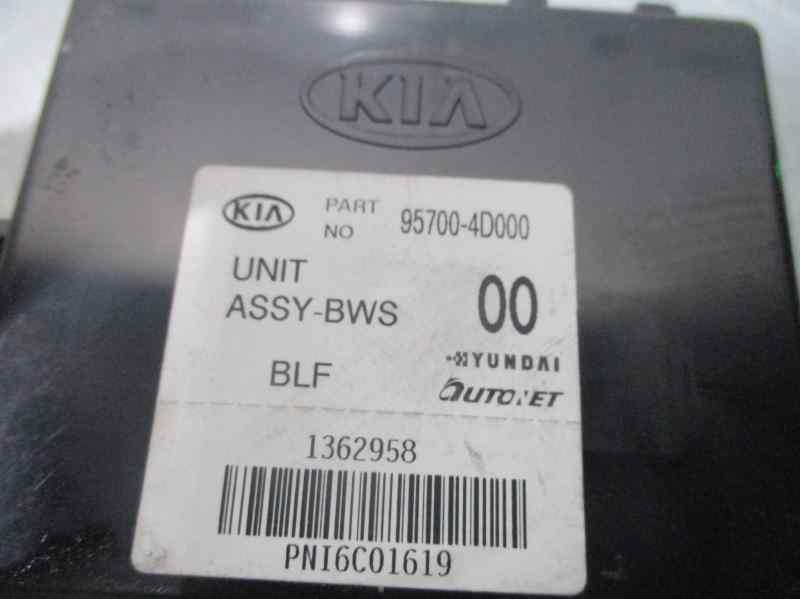 KIA
KIA PART NO 95700-4D000
UNIT
ASSY-BWS 00
HYUNDAI
BLF AUTONET
1362958
PNI6C01619